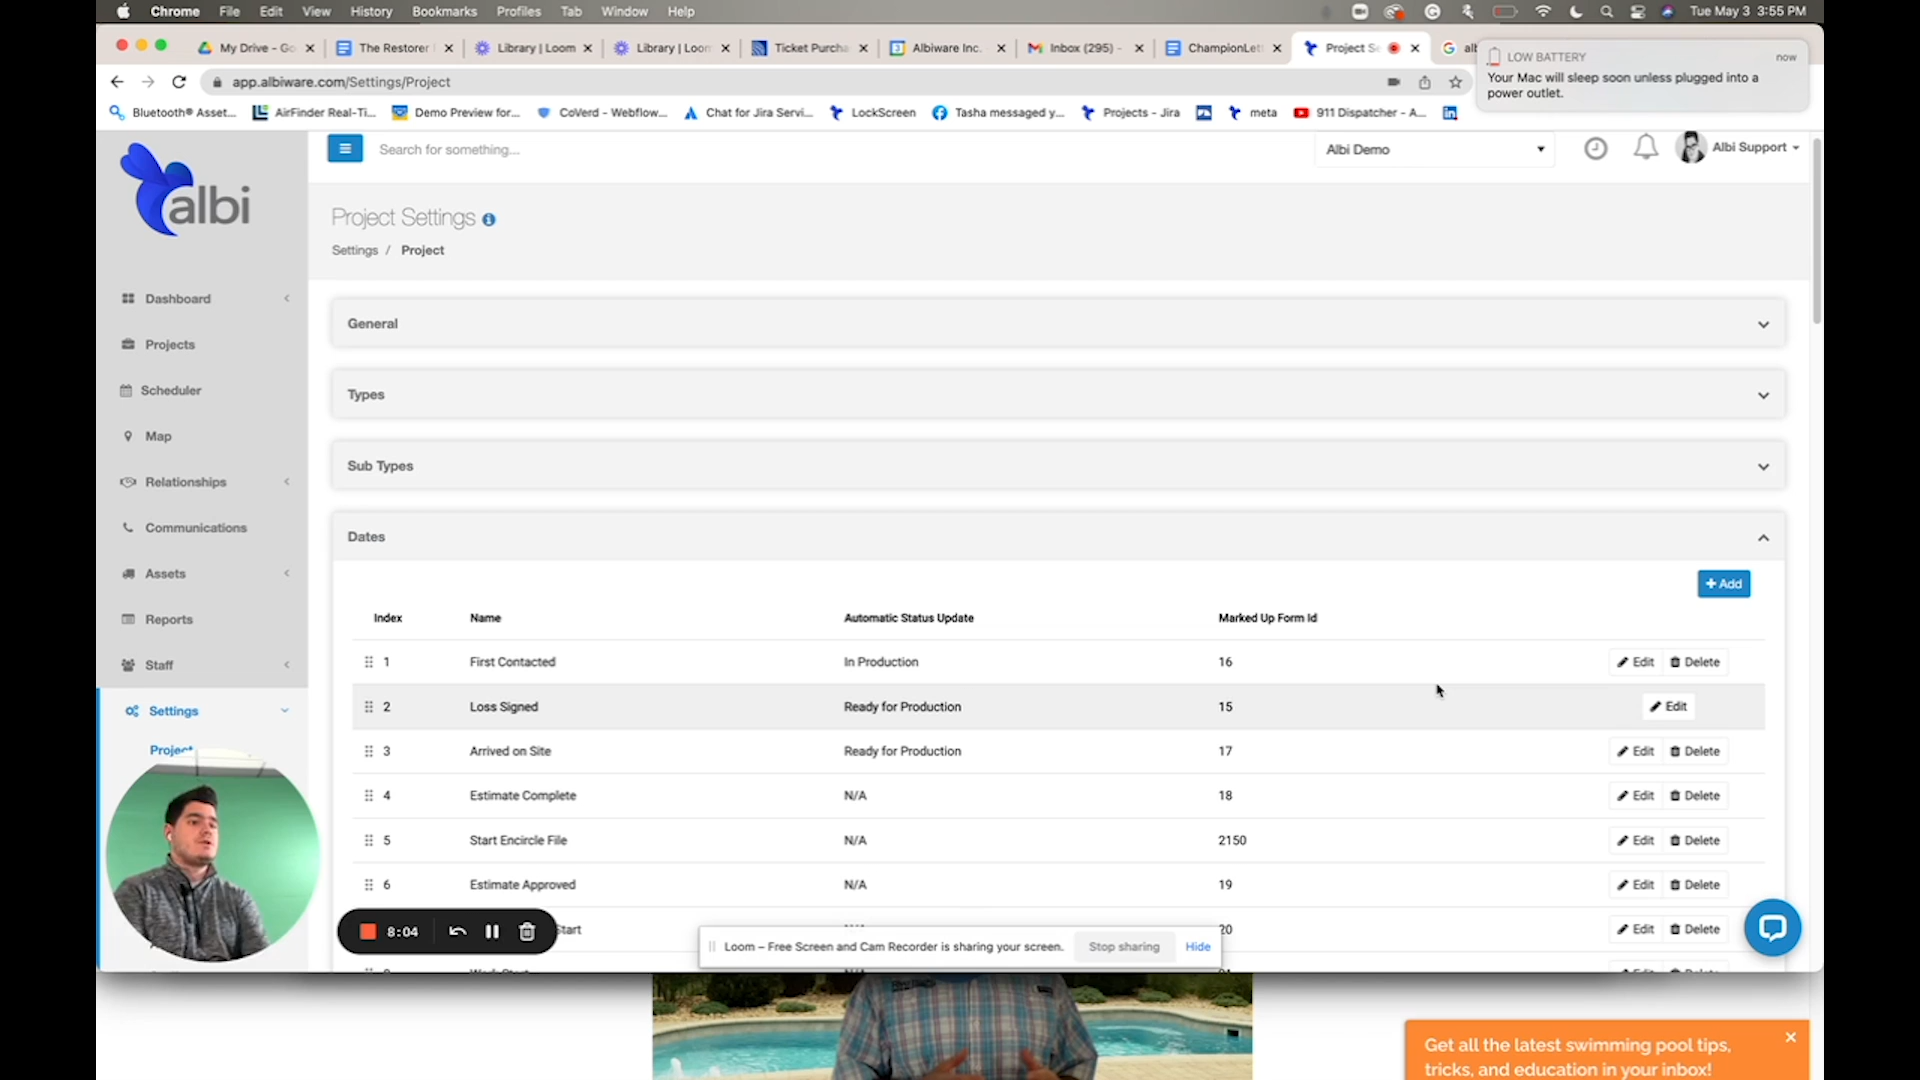 Chrome File Edit View History Bookmarks Profiles Tab Window Help Tue May 3 3:55 PM
My Drive - Go The Restorer Library | Loom Library | Loom Ticket Purcha Albiware Inc. Inbox (295) - ChampionLett Project Se alb
LOW BATTERY now
Your Mac will sleep soon unless plugged into a
power outlet.
app.albiware.com/Settings/Project
Bluetooth® Asset... AirFinder Real-Ti... Demo Preview for... CoVerd - Webflow... Chat for Jira Servi... LockScreen Tasha messaged y... Projects - Jira meta 911 Dispatcher - A...
albi
Search for something...
Albi Demo
Albi Support
Project Settings
Settings / Project
Dashboard
Projects
Scheduler
Map
Relationships
Communications
Assets
Reports
Staff
Settings
Project
General
Types
Sub Types
Dates
+ Add
Index Name Automatic Status Update Marked Up Form Id
1 First Contacted In Production 16 Edit Delete
2 Loss Signed Ready for Production 15 Edit
3 Arrived on Site Ready for Production 17 Edit Delete
4 Estimate Complete N/A 18 Edit Delete
5 Start Encircle File N/A 2150 Edit Delete
6 Estimate Approved N/A 19 Edit Delete
Start 20 Edit Delete
8:04
Loom – Free Screen and Cam Recorder is sharing your screen. Stop sharing Hide
Get all the latest swimming pool tips,
tricks, and education in your inbox!